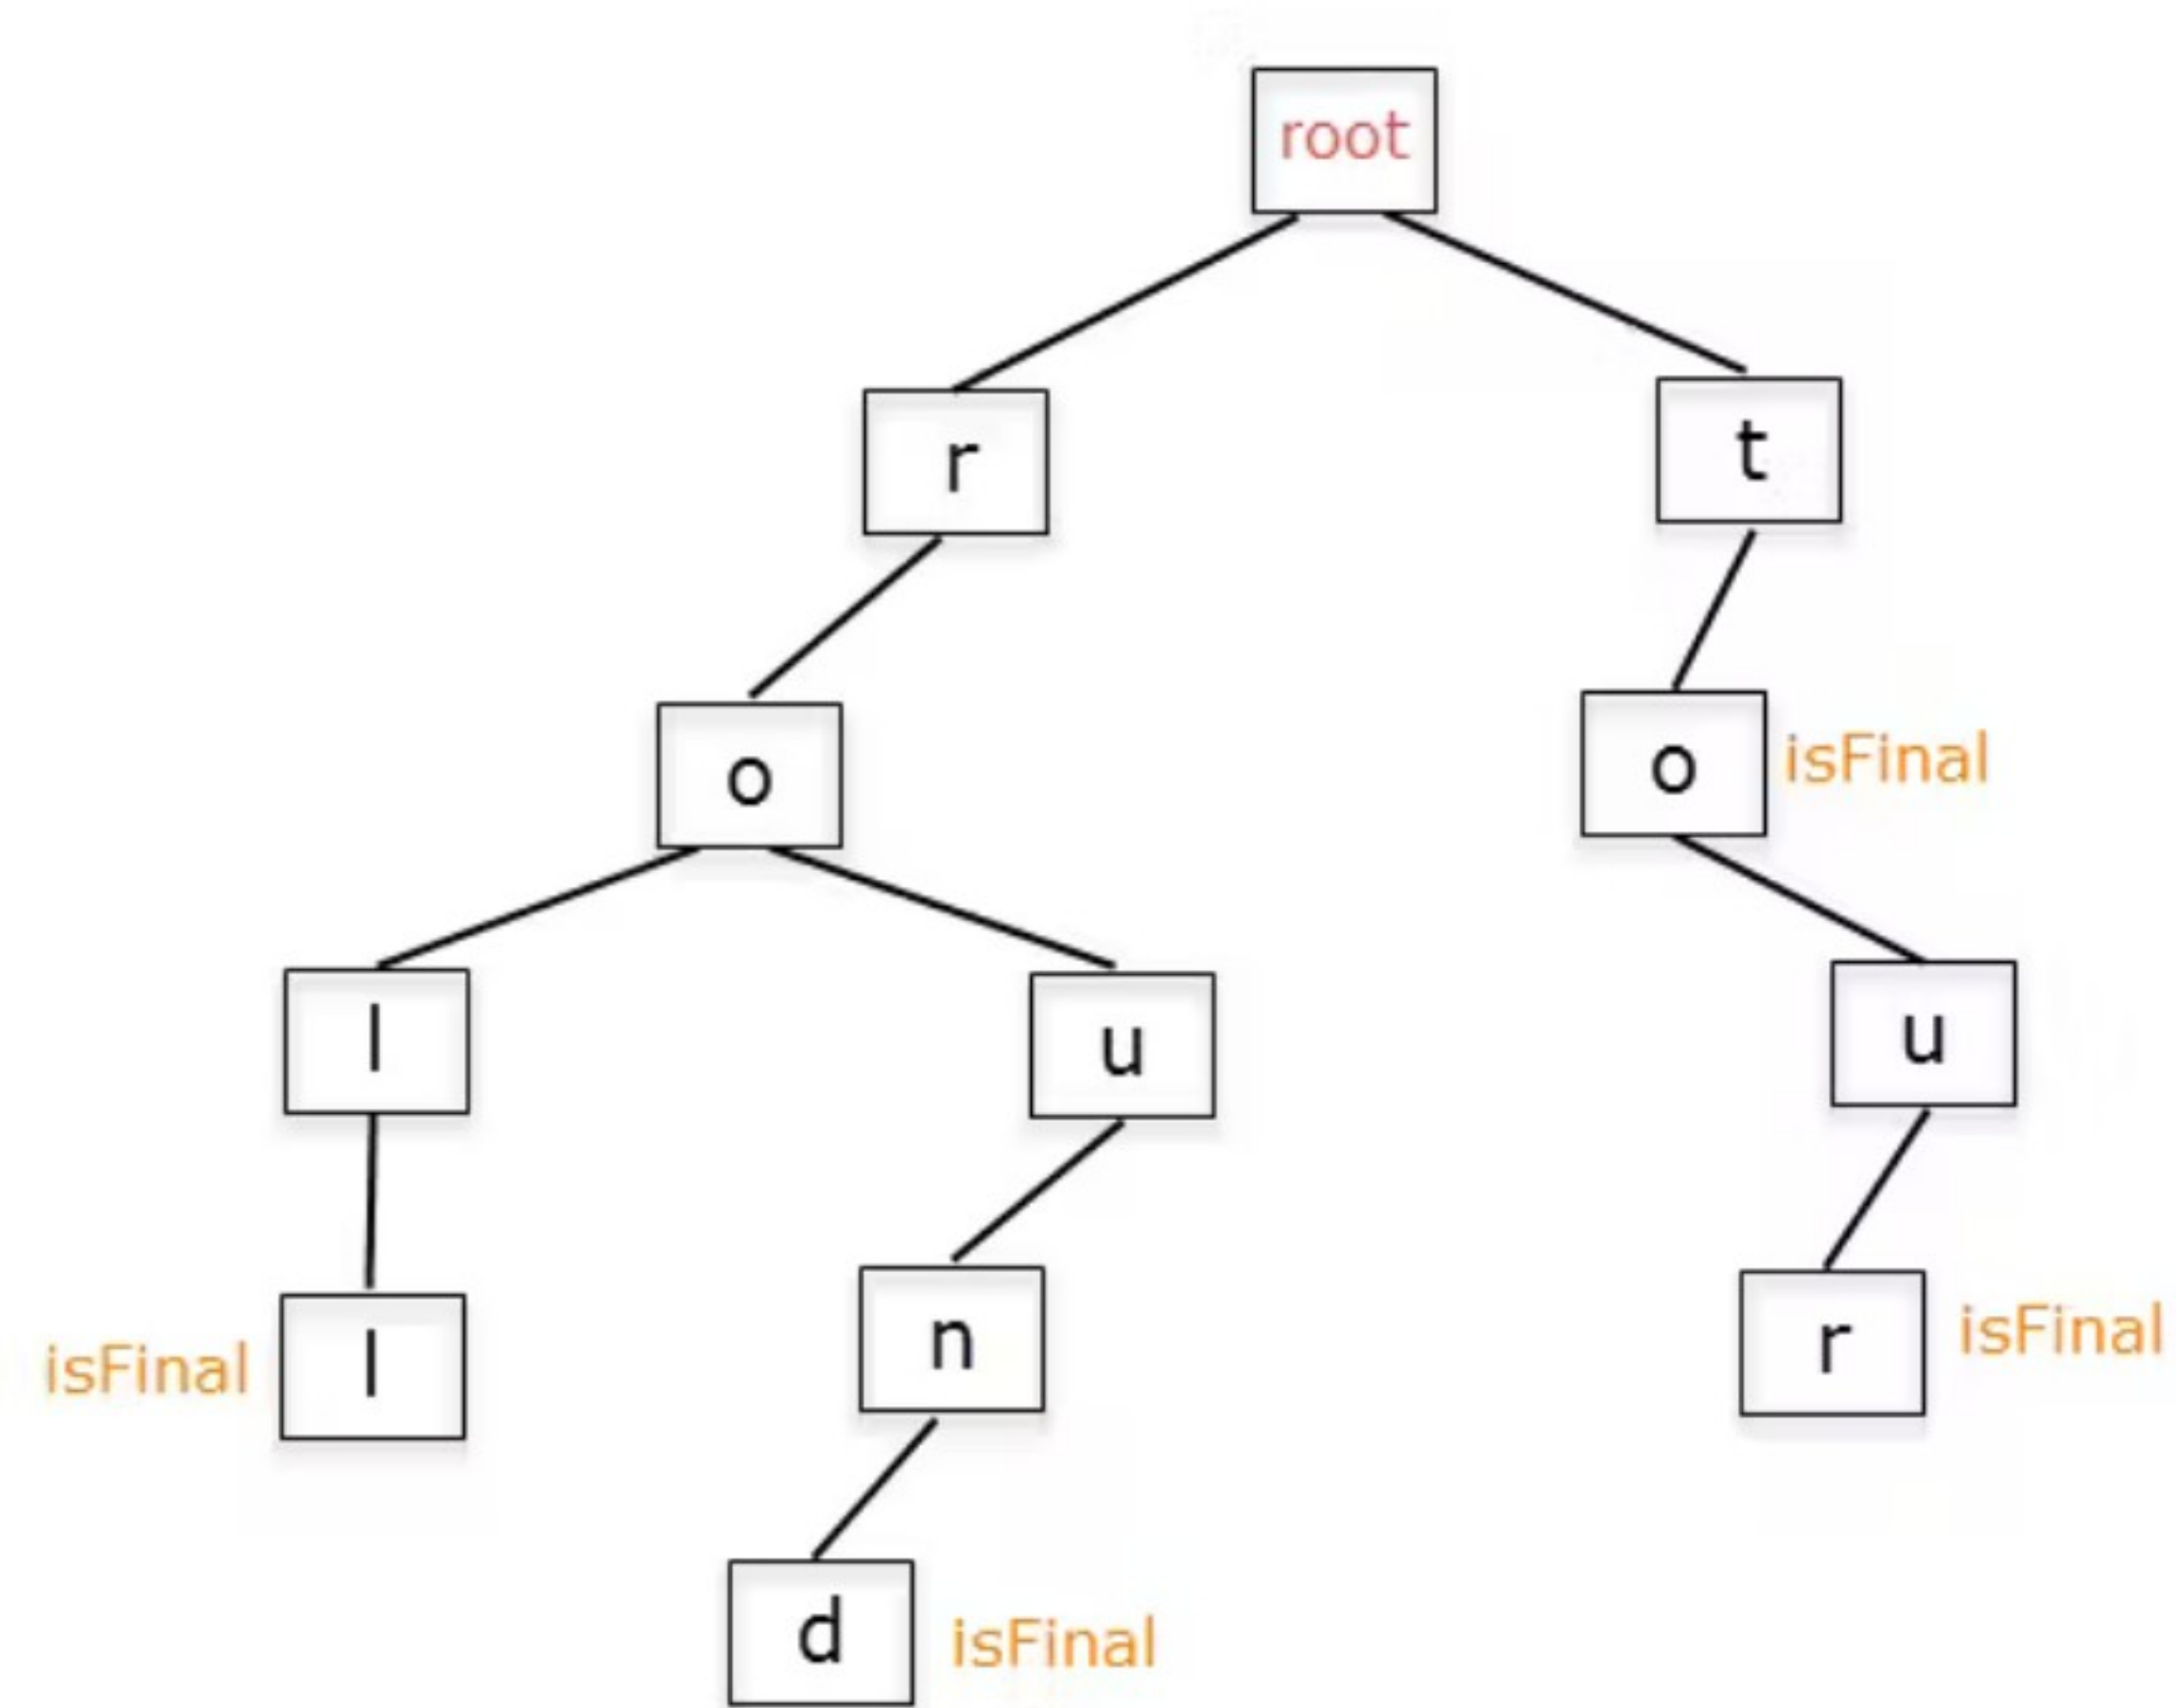 root
r
t
o
o isFinal
l
u
u
isFinal l
n
r isFinal
d isFinal